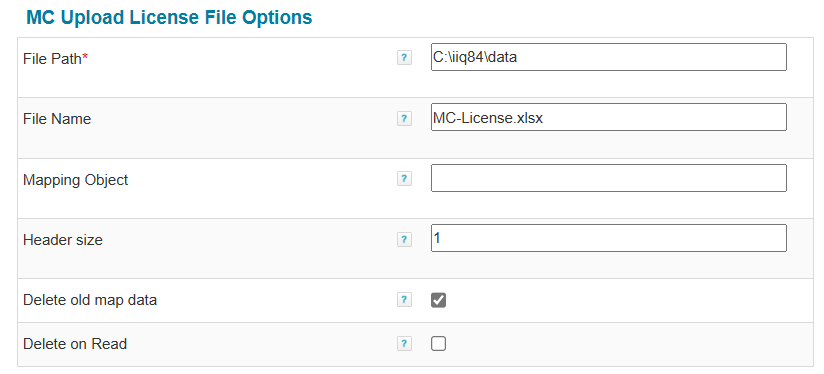 MC Upload License File Options
File Path* ? C:\iiq84\data
File Name ? MC-License.xlsx
Mapping Object ?
Header size ? 1
Delete old map data ?
Delete on Read ?